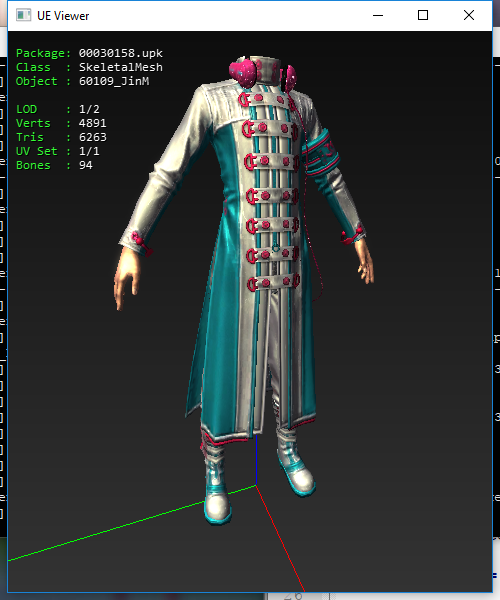 UE Viewer
Package: 00030158.upk
Class : SkeletalMesh
Object : 60109_JinM
LOD : 1/2
Verts : 4891
Tris : 6263
UV Set : 1/1
Bones : 94